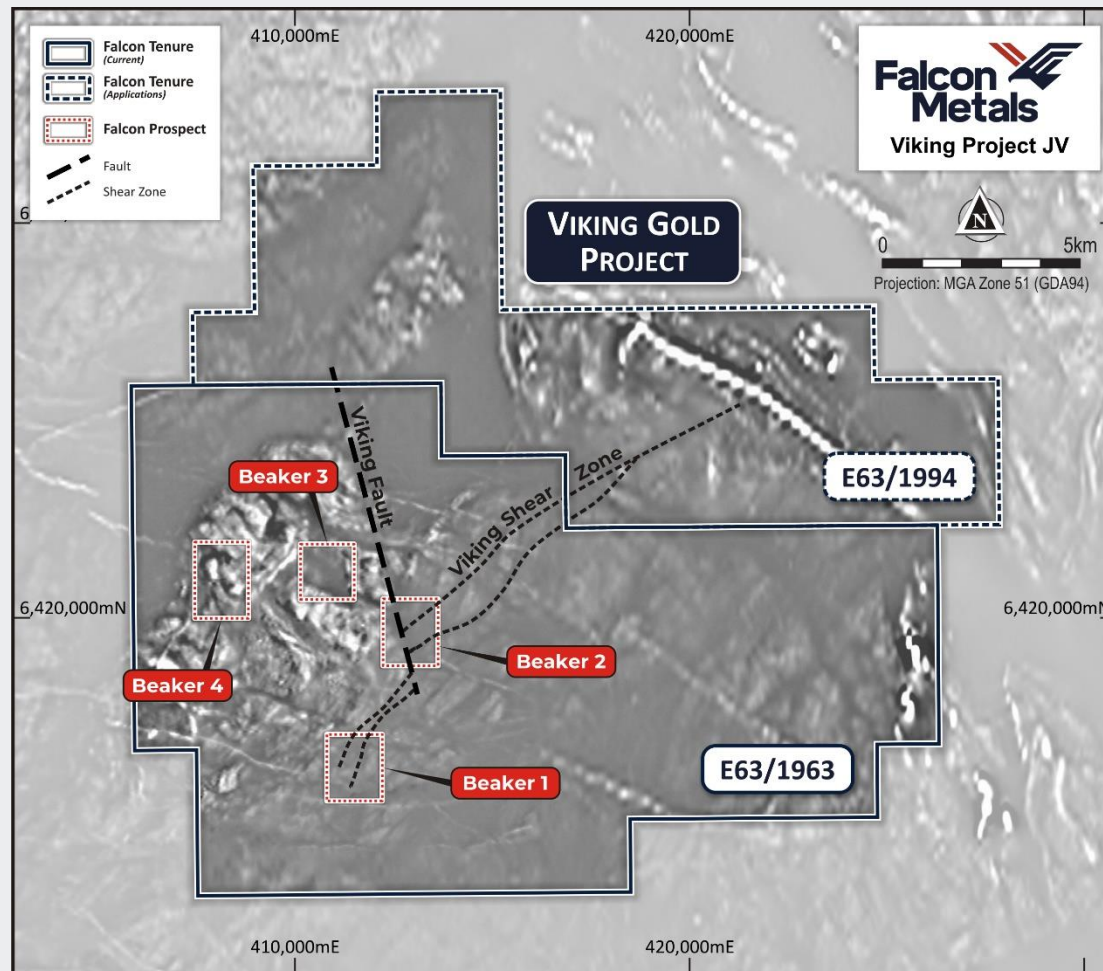 410,000mE
420,000mE
Falcon Tenure
(Current)
Falcon Tenure
(Applications)
Falcon Prospect
Fault
Shear Zone
Falcon
Metals
Viking Project JV
N
0 5km
Projection: MGA Zone 51 (GDA94)
VIKING GOLD
PROJECT
Viking Fault
Viking Shear Zone
Beaker 3
E63/1994
6,420,000mN
6,420,000mN
Beaker 2
Beaker 4
E63/1963
Beaker 1
410,000mE
420,000mE